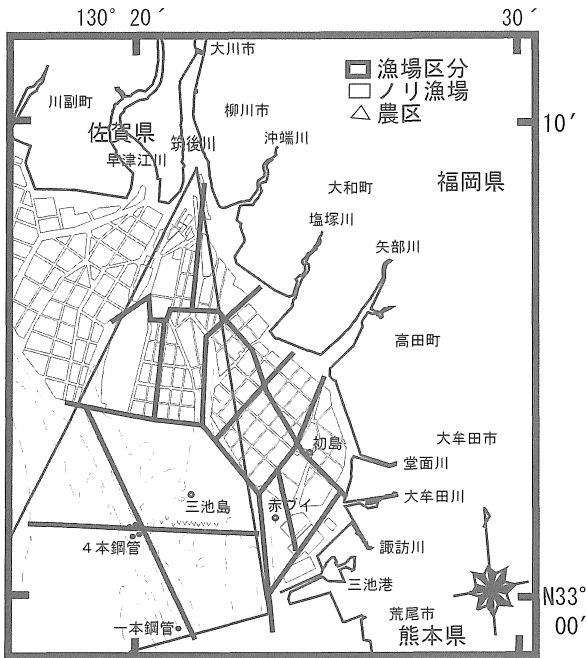 130° 20´
30´
大川市
漁場区分
ノリ漁場
農区
川副町
柳川市
10′
佐賀県
筑後川
沖端川
早津江川
大和町
福岡県
塩塚川
矢部川
高田町
大牟田市
初島
堂面川
三池島
赤ブイ
大牟田川
4本鋼管
諏訪川
三池港
N33°
00′
荒尾市
一本鋼管
熊本県